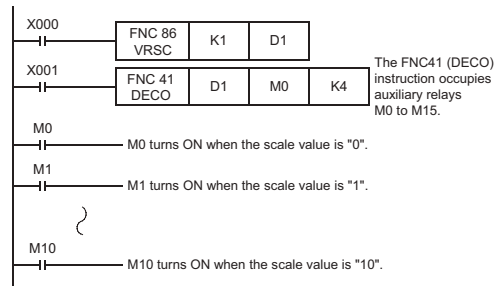 X000
FNC 86
VRSC
K1
D1
X001
FNC 41
DECO
D1
M0
K4
The FNC41 (DECO)
instruction occupies
auxiliary relays
M0 to M15.
M0
M0 turns ON when the scale value is "0".
M1
M1 turns ON when the scale value is "1".
M10
M10 turns ON when the scale value is "10".